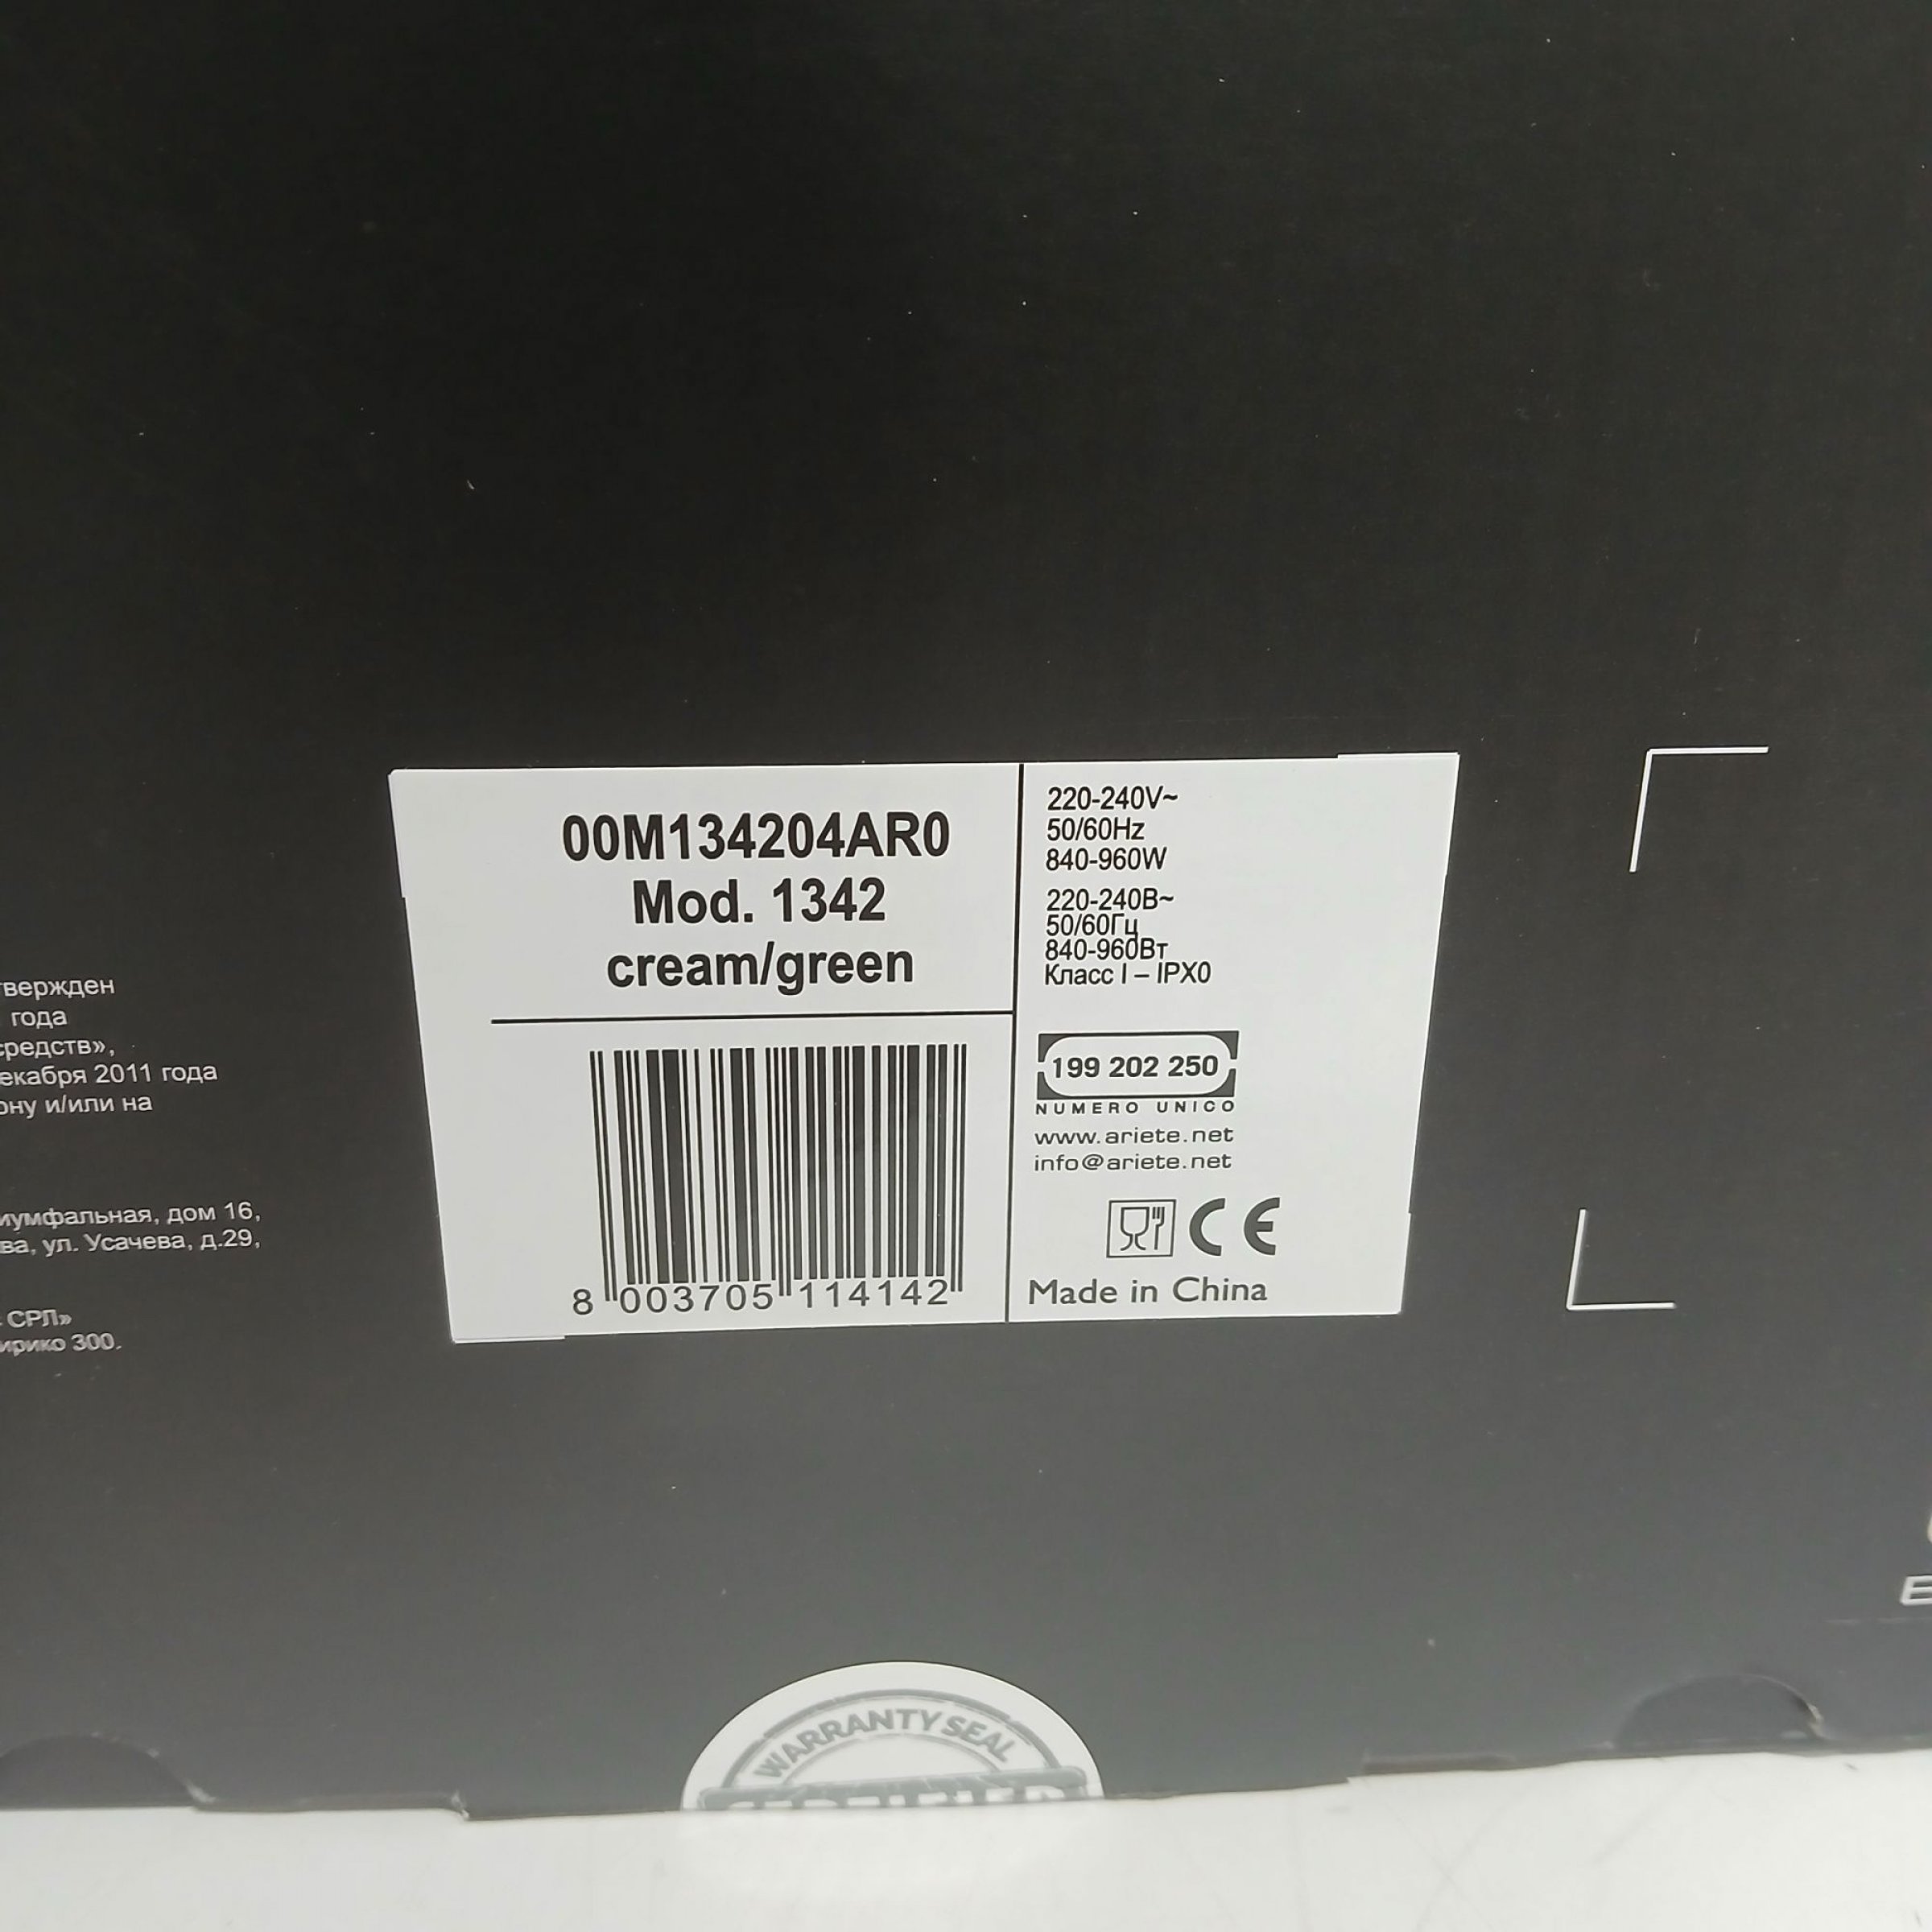 твержден
года
средств»,
екабря 2011 года
ону и/или на
иумфальная, дом 16,
ва, ул. Усачева, д.29,
СРЛ»
ирико 300.
00M134204AR0
Mod. 1342
cream/green
8 003705 114142
220-240V~
50/60Hz
840-960W
220-240В~
50/60Гц
840-960Вт
Класс I – IPX0
199 202 250
NUMERO UNICO
www.ariete.net
info@ariete.net
CE
Made in China
WARRANTY SEAL